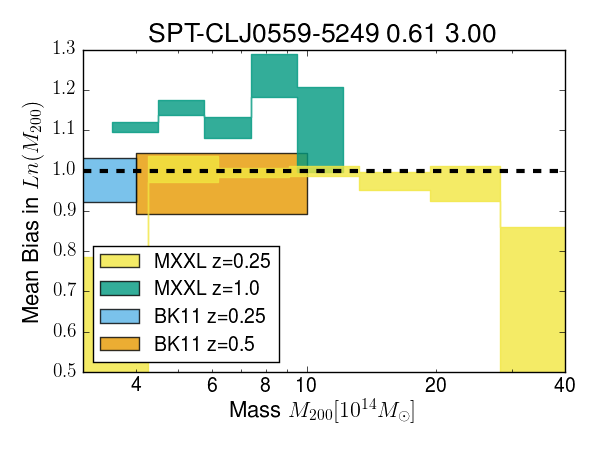 SPT-CLJ0559-5249 0.61 3.00
1.3
1.2
1.1
1.0
0.9
0.8
0.7
0.6
0.5
Mean Bias in Ln(M200)
MXXL z=0.25
MXXL z=1.0
BK11 z=0.25
BK11 z=0.5
4 6 8 10 20 40
Mass M200[10^14 M⊙]